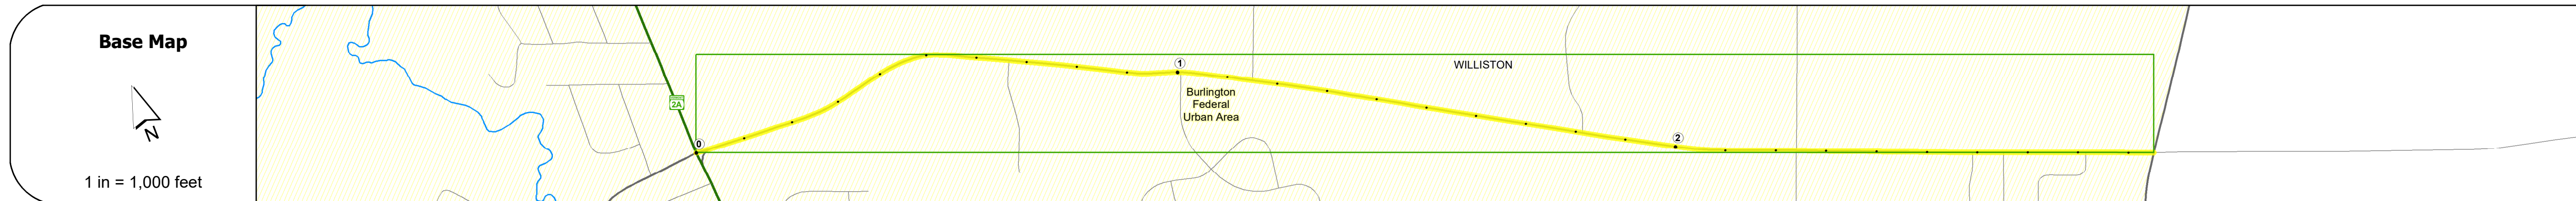 Base Map
N
1 in = 1,000 feet
2A
0
1
Burlington
Federal
Urban Area
WILLISTON
2